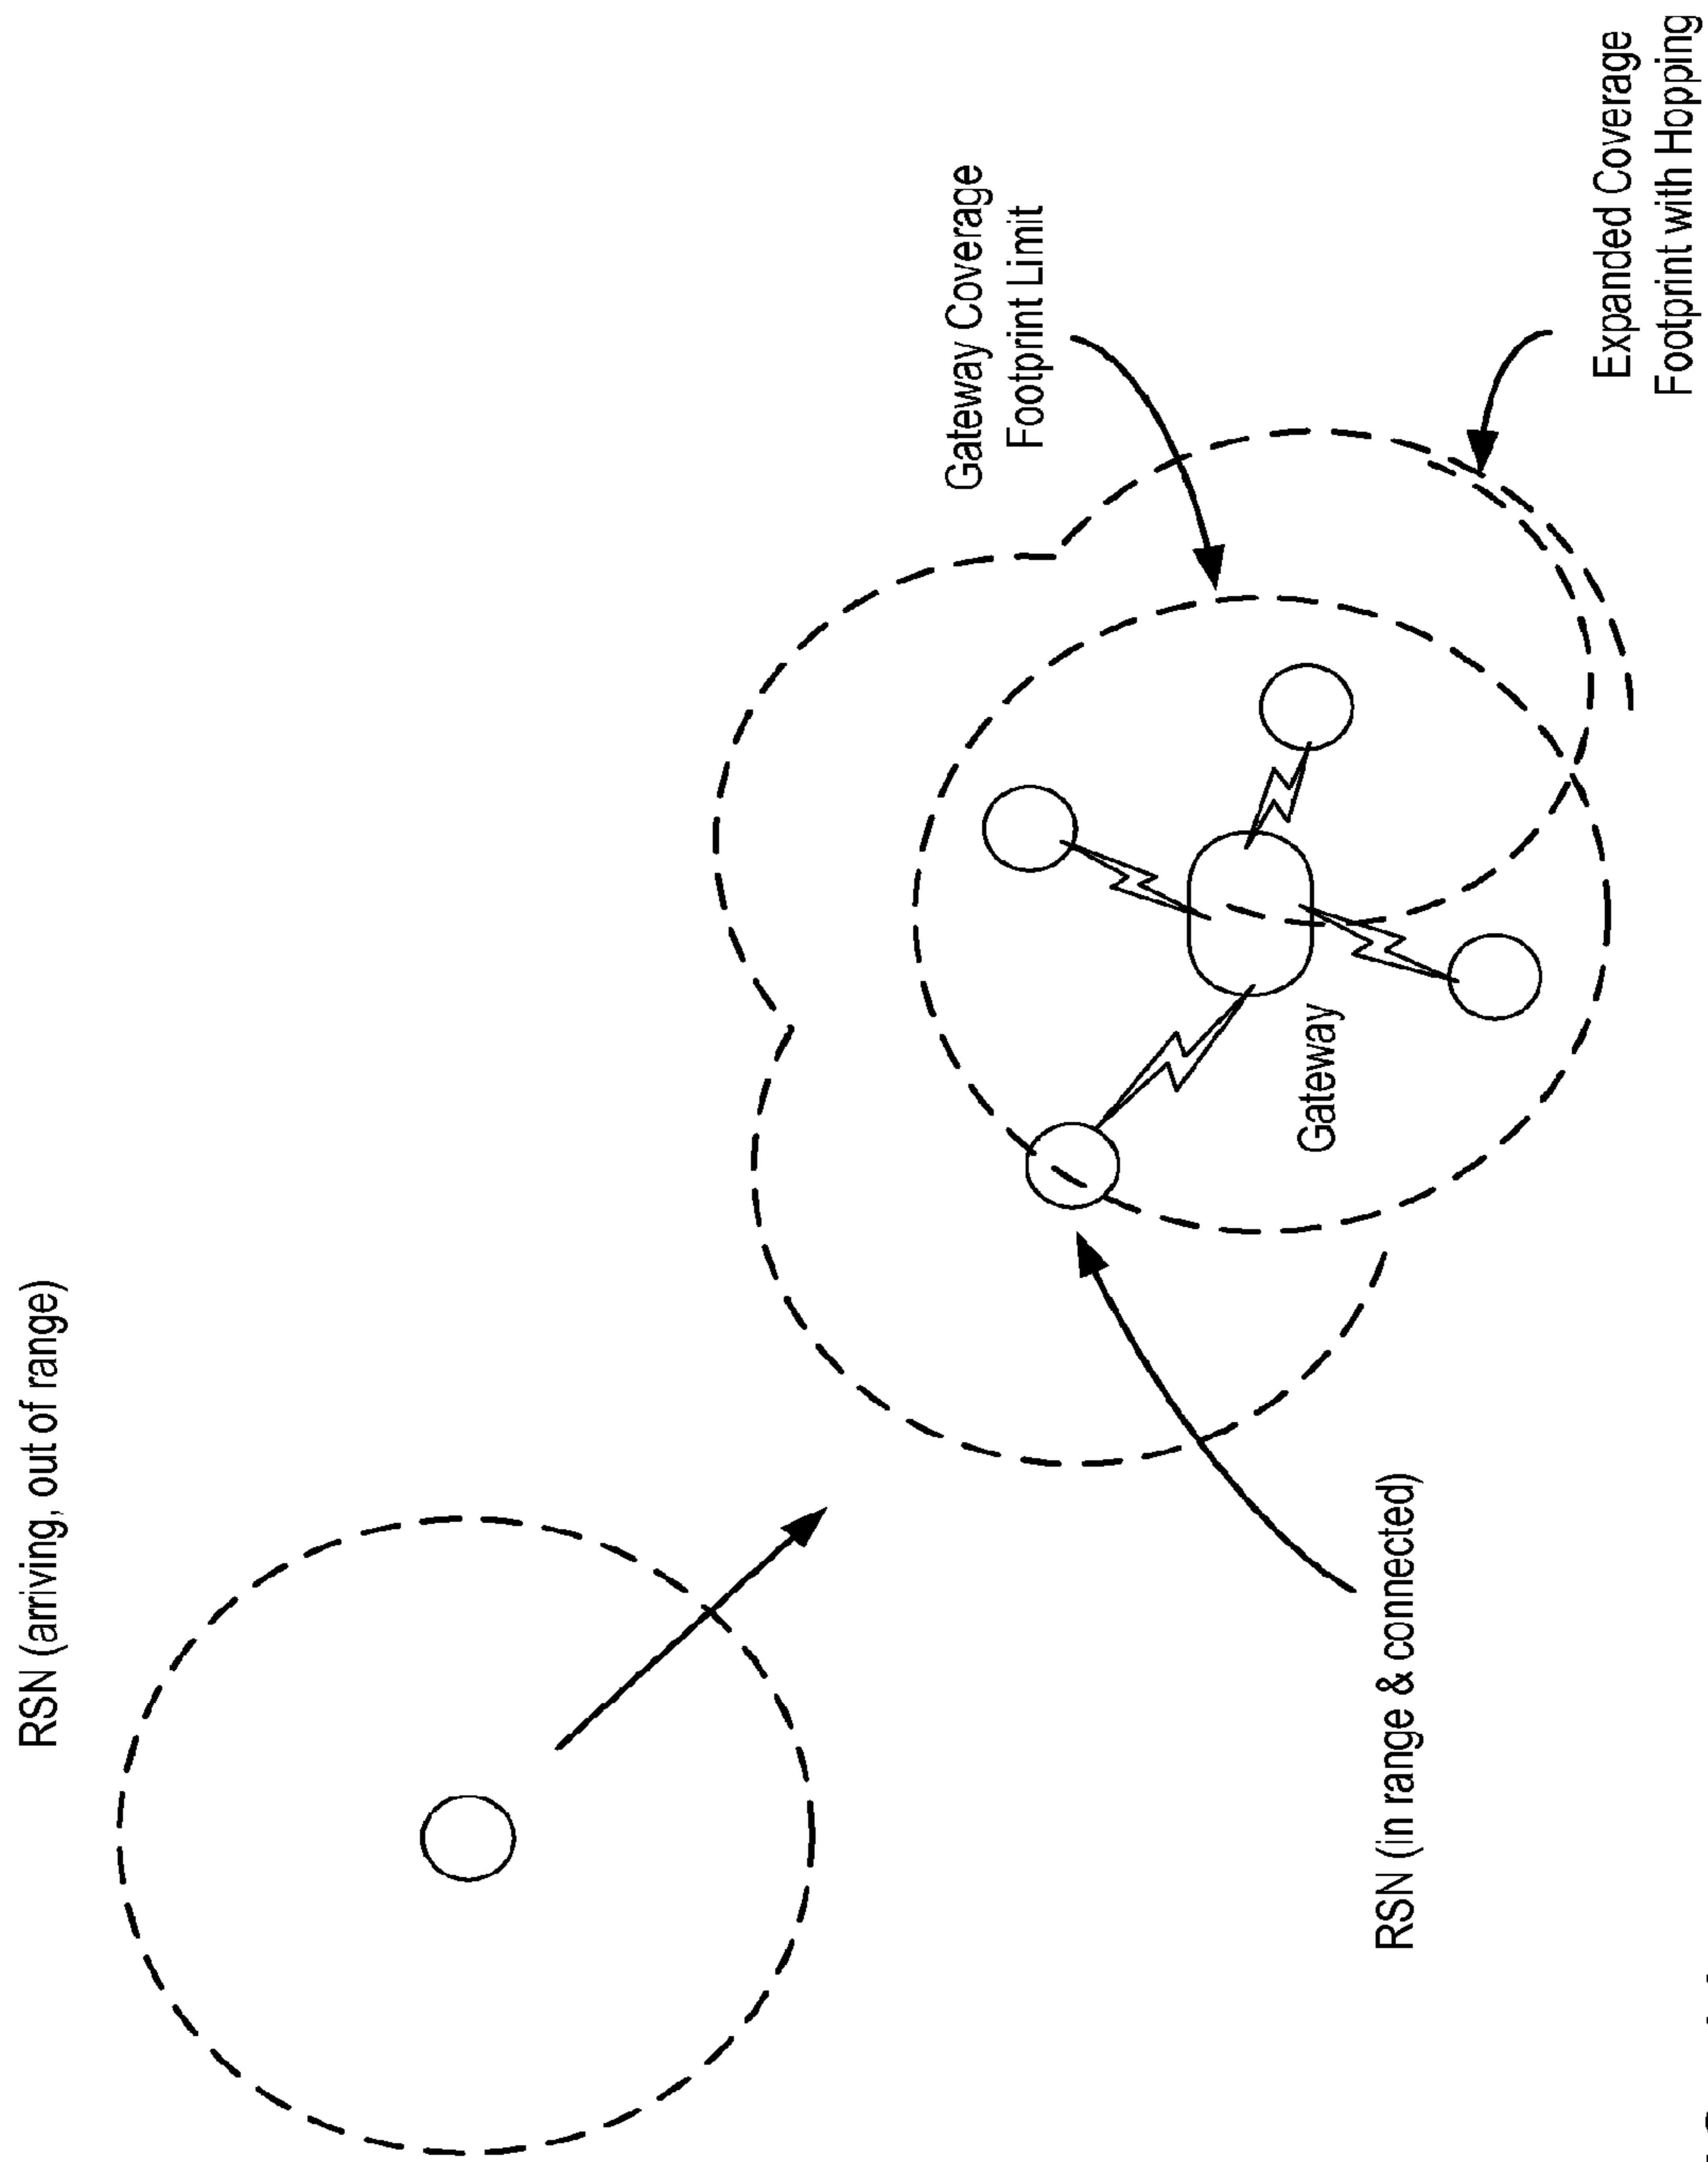 RSN (arriving, out of range)
Gateway Coverage
Footprint Limit
Expanded Coverage
Footprint with Hopping
Gateway
RSN (in range & connected)